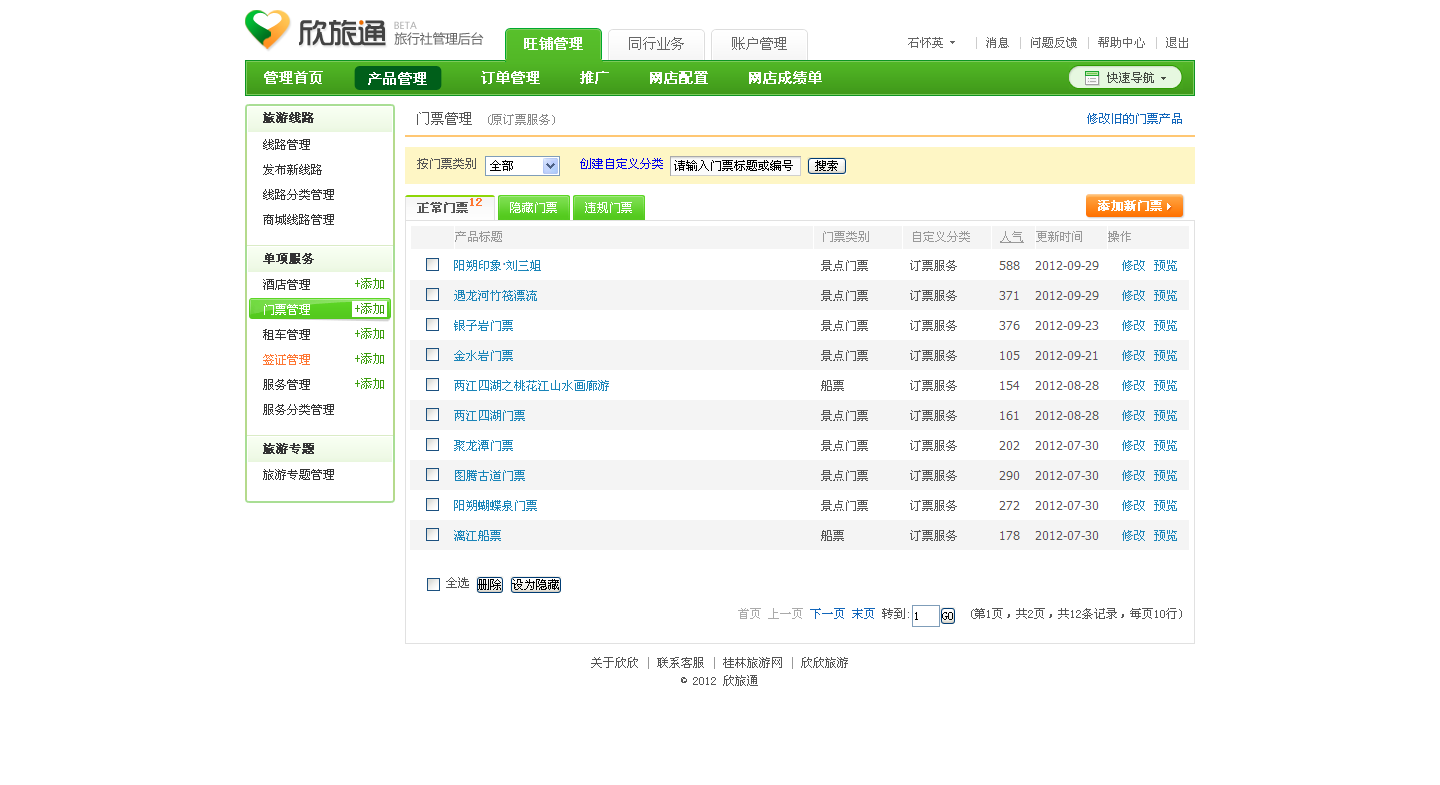 欣旅通 BETA 旅行社管理后台
旺铺管理 同行业务 账户管理
石怀英 消息 问题反馈 帮助中心 退出
管理首页 产品管理 订单管理 推广 网店配置 网店成绩单 快速导航
旅游线路
线路管理
发布新线路
线路分类管理
商城线路管理
单项服务
酒店管理 +添加
门票管理 +添加
租车管理 +添加
签证管理 +添加
服务管理 +添加
服务分类管理
旅游专题
旅游专题管理
门票管理 (原订票服务) 修改旧的门票产品
按门票类别 全部 创建自定义分类 请输入门票标题或编号 搜索
正常门票12 隐藏门票 违规门票 添加新门票
产品标题 门票类别 自定义分类 人气 更新时间 操作
阳朔印象·刘三姐 景点门票 订票服务 588 2012-09-29 修改 预览
遇龙河竹筏漂流 景点门票 订票服务 371 2012-09-29 修改 预览
银子岩门票 景点门票 订票服务 376 2012-09-23 修改 预览
金水岩门票 景点门票 订票服务 105 2012-09-21 修改 预览
两江四湖之桃花江山水画廊游 船票 订票服务 154 2012-08-28 修改 预览
两江四湖门票 景点门票 订票服务 161 2012-08-28 修改 预览
聚龙潭门票 景点门票 订票服务 202 2012-07-30 修改 预览
图腾古道门票 景点门票 订票服务 290 2012-07-30 修改 预览
阳朔蝴蝶泉门票 景点门票 订票服务 272 2012-07-30 修改 预览
漓江船票 船票 订票服务 178 2012-07-30 修改 预览
全选 删除 设为隐藏
首页 上一页 下一页 末页 转到: 1 GO (第1页，共2页，共12条记录，每页10行)
关于欣欣 | 联系客服 | 桂林旅游网 | 欣欣旅游
© 2012 欣旅通